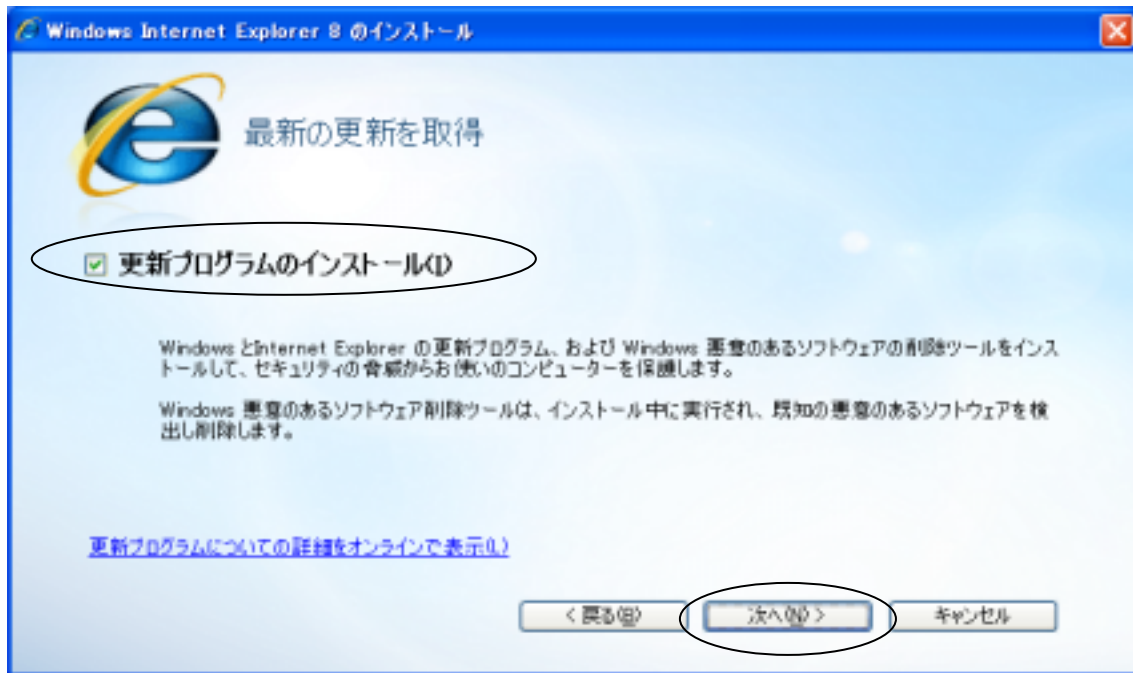 Windows Internet Explorer 8 のインストール
最新の更新を取得
更新プログラムのインストール(I)
Windows とInternet Explorer の更新プログラム、および Windows 悪意のあるソフトウェアの削除ツールをインス
トールして、セキュリティの脅威からお使いのコンピューターを保護します。
Windows 悪意のあるソフトウェア削除ツールは、インストール中に実行され、既知の悪意のあるソフトウェアを検
出し削除します。
更新プログラムについての詳細をオンラインで表示(L)
< 戻る(B)
次へ(N) >
キャンセル